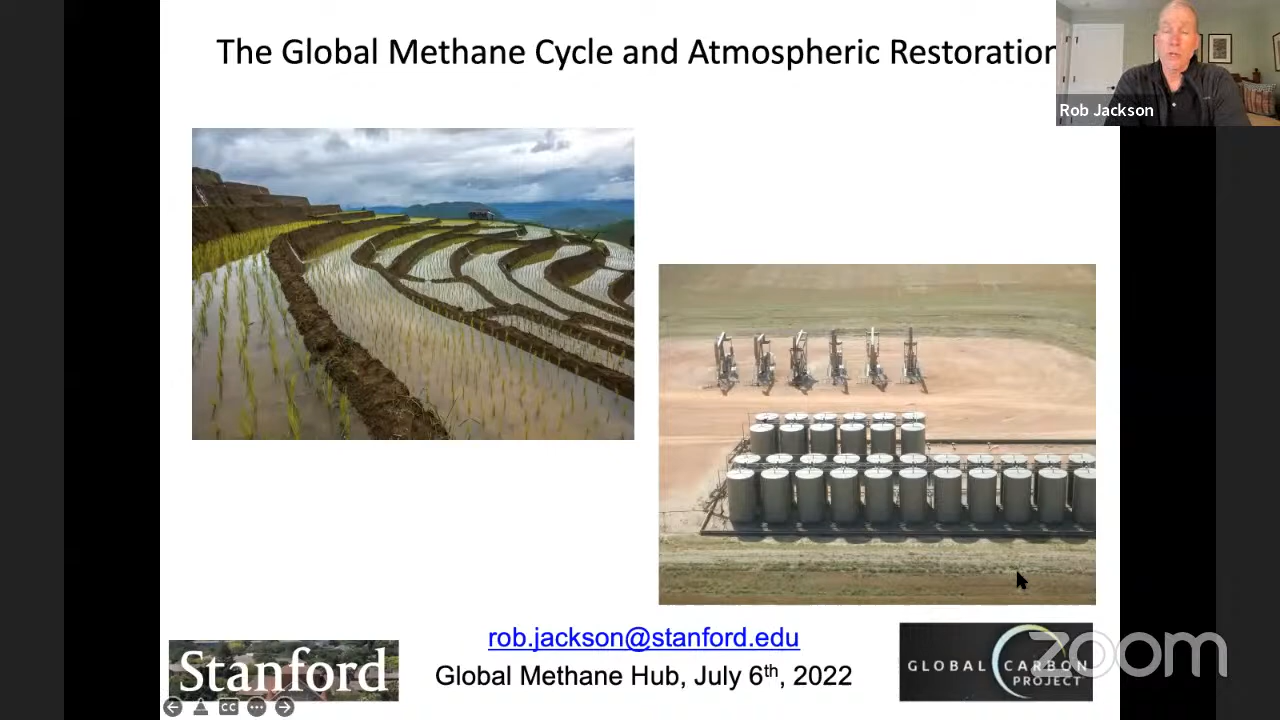 The Global Methane Cycle and Atmospheric Restoration
Rob Jackson
rob.jackson@stanford.edu
Global Methane Hub, July 6th, 2022
Stanford
GLOBAL CARBON
PROJECT
zoom
CC